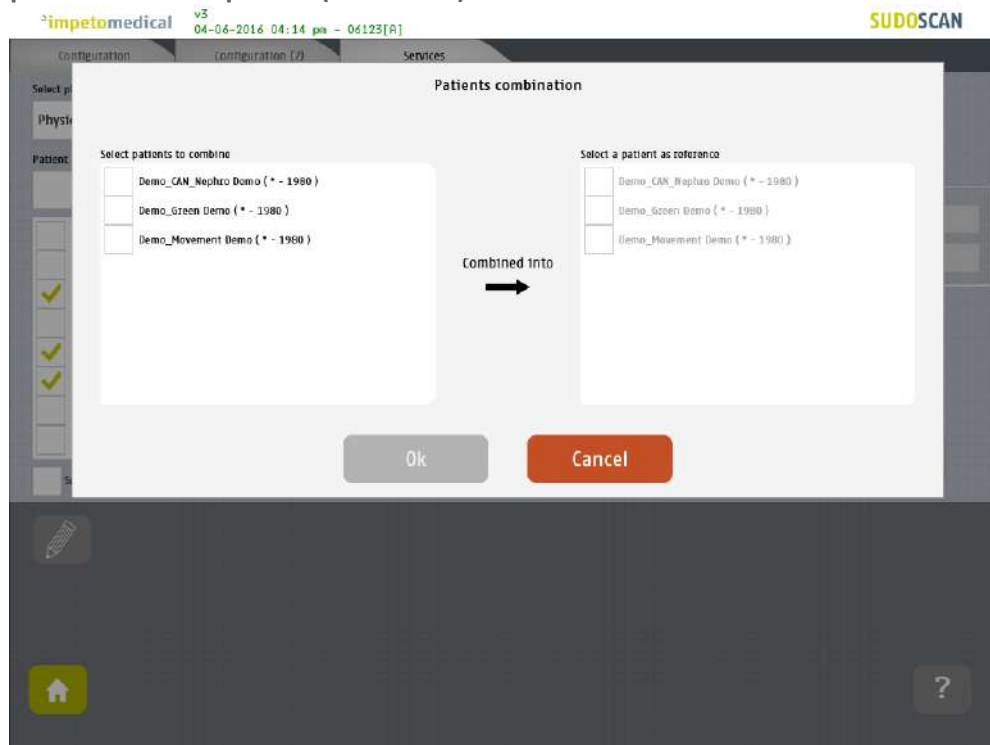 impetomedical
v3
04-06-2016 04:14 pm - 06123[A]
SUDOSCAN
Configuration
Configuration (2)
Services
Patients combination
Select p
Physi
Patient
Select patients to combine
Select a patient as reference
Demo_CAN_Nephro Demo ( * - 1980 )
Demo_Green Demo ( * - 1980 )
Demo_Movement Demo ( * - 1980 )
Demo_CAN_Nephro Demo ( * - 1980 )
Demo_Green Demo ( * - 1980 )
Demo_Movement Demo ( * - 1980 )
Combined into
Ok
Cancel
?